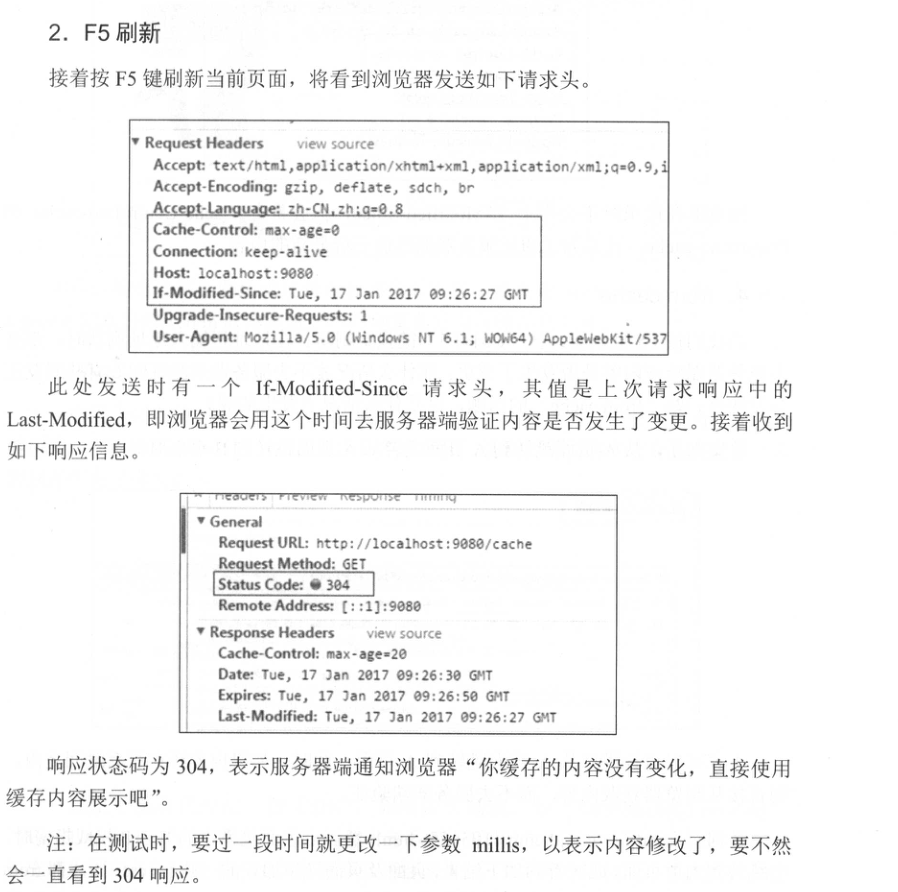 2．F5 刷新
接着按 F5 键刷新当前页面，将看到浏览器发送如下请求头。
▼ Request Headers view source
Accept: text/html,application/xhtml+xml,application/xml;q=0.9,i
Accept-Encoding: gzip, deflate, sdch, br
Accept-Language: zh-CN,zh;q=0.8
Cache-Control: max-age=0
Connection: keep-alive
Host: localhost:9080
If-Modified-Since: Tue, 17 Jan 2017 09:26:27 GMT
Upgrade-Insecure-Requests: 1
User-Agent: Mozilla/5.0 (Windows NT 6.1; WOW64) AppleWebKit/537
此处发送时有一个 If-Modified-Since 请求头，其值是上次请求响应中的
Last-Modified，即浏览器会用这个时间去服务器端验证内容是否发生了变更。接着收到
如下响应信息。
× Headers Preview Response Timing
▼ General
Request URL: http://localhost:9080/cache
Request Method: GET
Status Code: ● 304
Remote Address: [::1]:9080
▼ Response Headers view source
Cache-Control: max-age=20
Date: Tue, 17 Jan 2017 09:26:30 GMT
Expires: Tue, 17 Jan 2017 09:26:50 GMT
Last-Modified: Tue, 17 Jan 2017 09:26:27 GMT
响应状态码为 304，表示服务器端通知浏览器“你缓存的内容没有变化，直接使用
缓存内容展示吧”。
注：在测试时，要过一段时间就更改一下参数 millis，以表示内容修改了，要不然
会一直看到 304 响应。